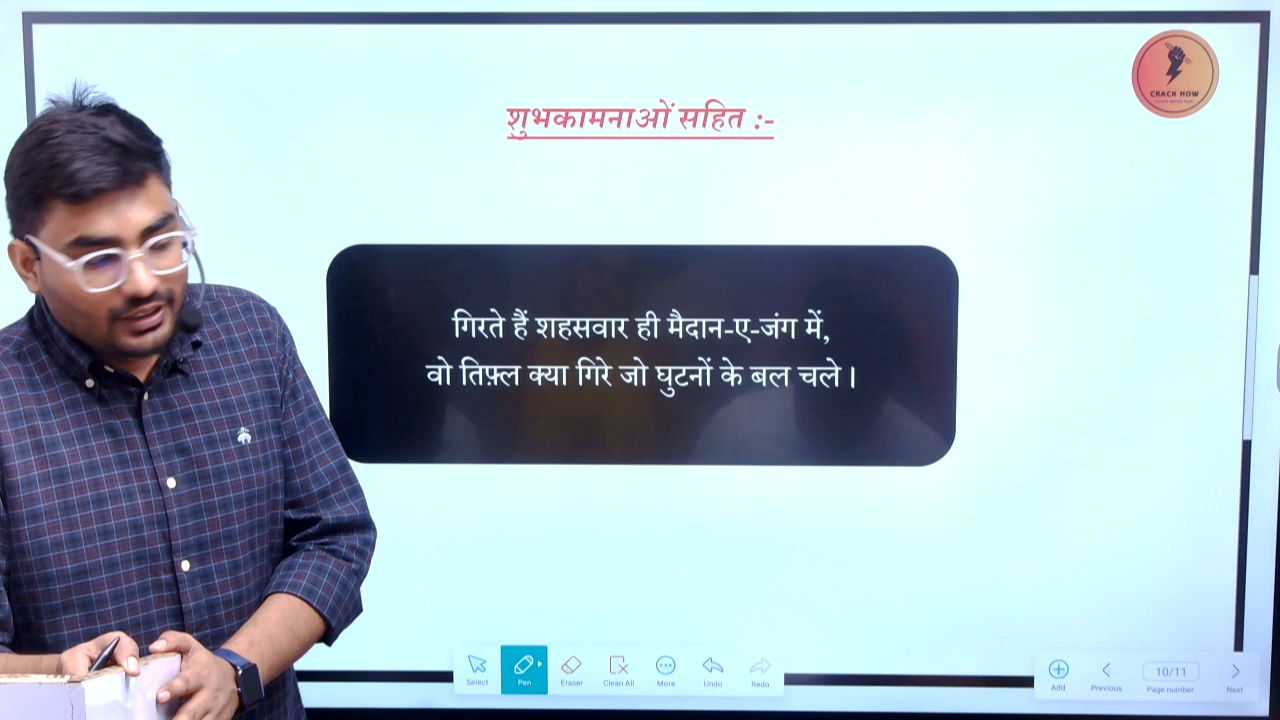 शुभकामनाओं सहित :-
CRACK NOW
गिरते हैं शहसवार ही मैदान-ए-जंग में,
वो तिफ़्ल क्या गिरे जो घुटनों के बल चले।
Select
Pen
Eraser
Clean All
More
Undo
Redo
Add
Previous
10/11
Page number
Next